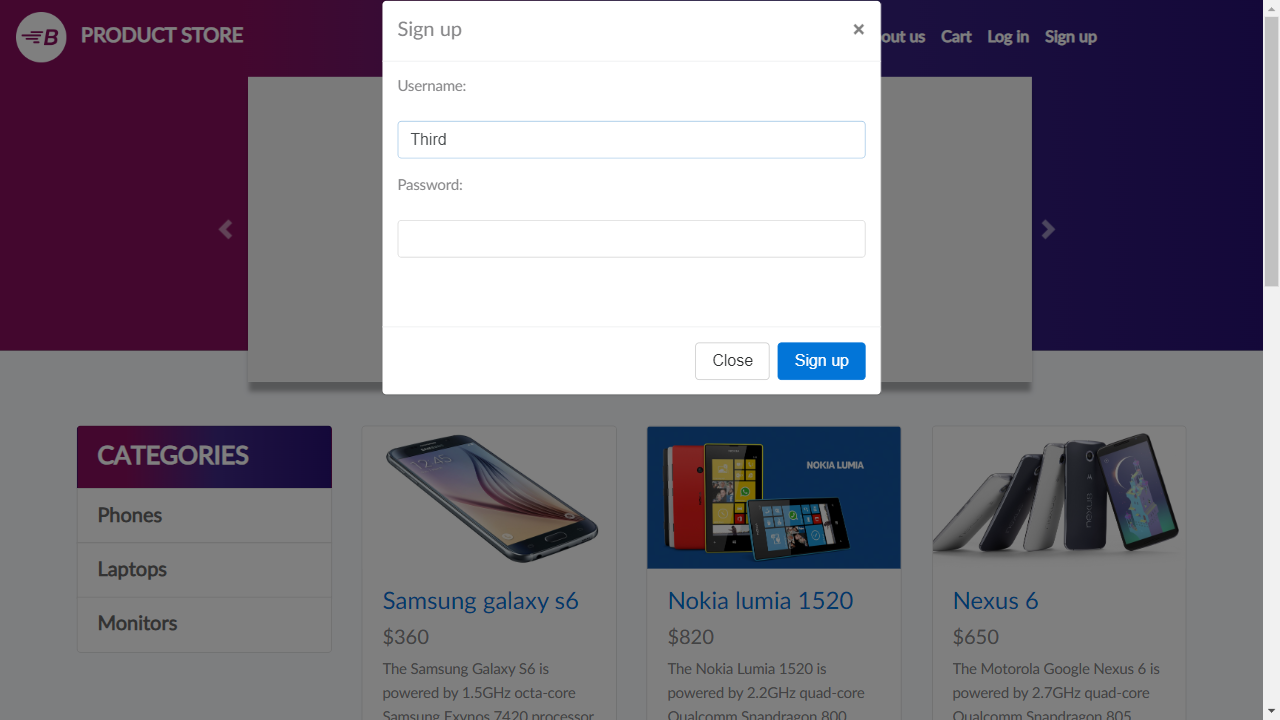 B PRODUCT STORE
out us Cart Log in Sign up
Sign up ×
Username:
Third
Password:
Close Sign up
CATEGORIES
Phones
Laptops
Monitors
12:45
NOKIA LUMIA
Samsung galaxy s6
$360
The Samsung Galaxy S6 is
powered by 1.5GHz octa-core
Samsung Exynos 7420 processor
Nokia lumia 1520
$820
The Nokia Lumia 1520 is
powered by 2.2GHz quad-core
Qualcomm Snapdragon 800
Nexus 6
$650
The Motorola Google Nexus 6 is
powered by 2.7GHz quad-core
Qualcomm Snapdragon 805